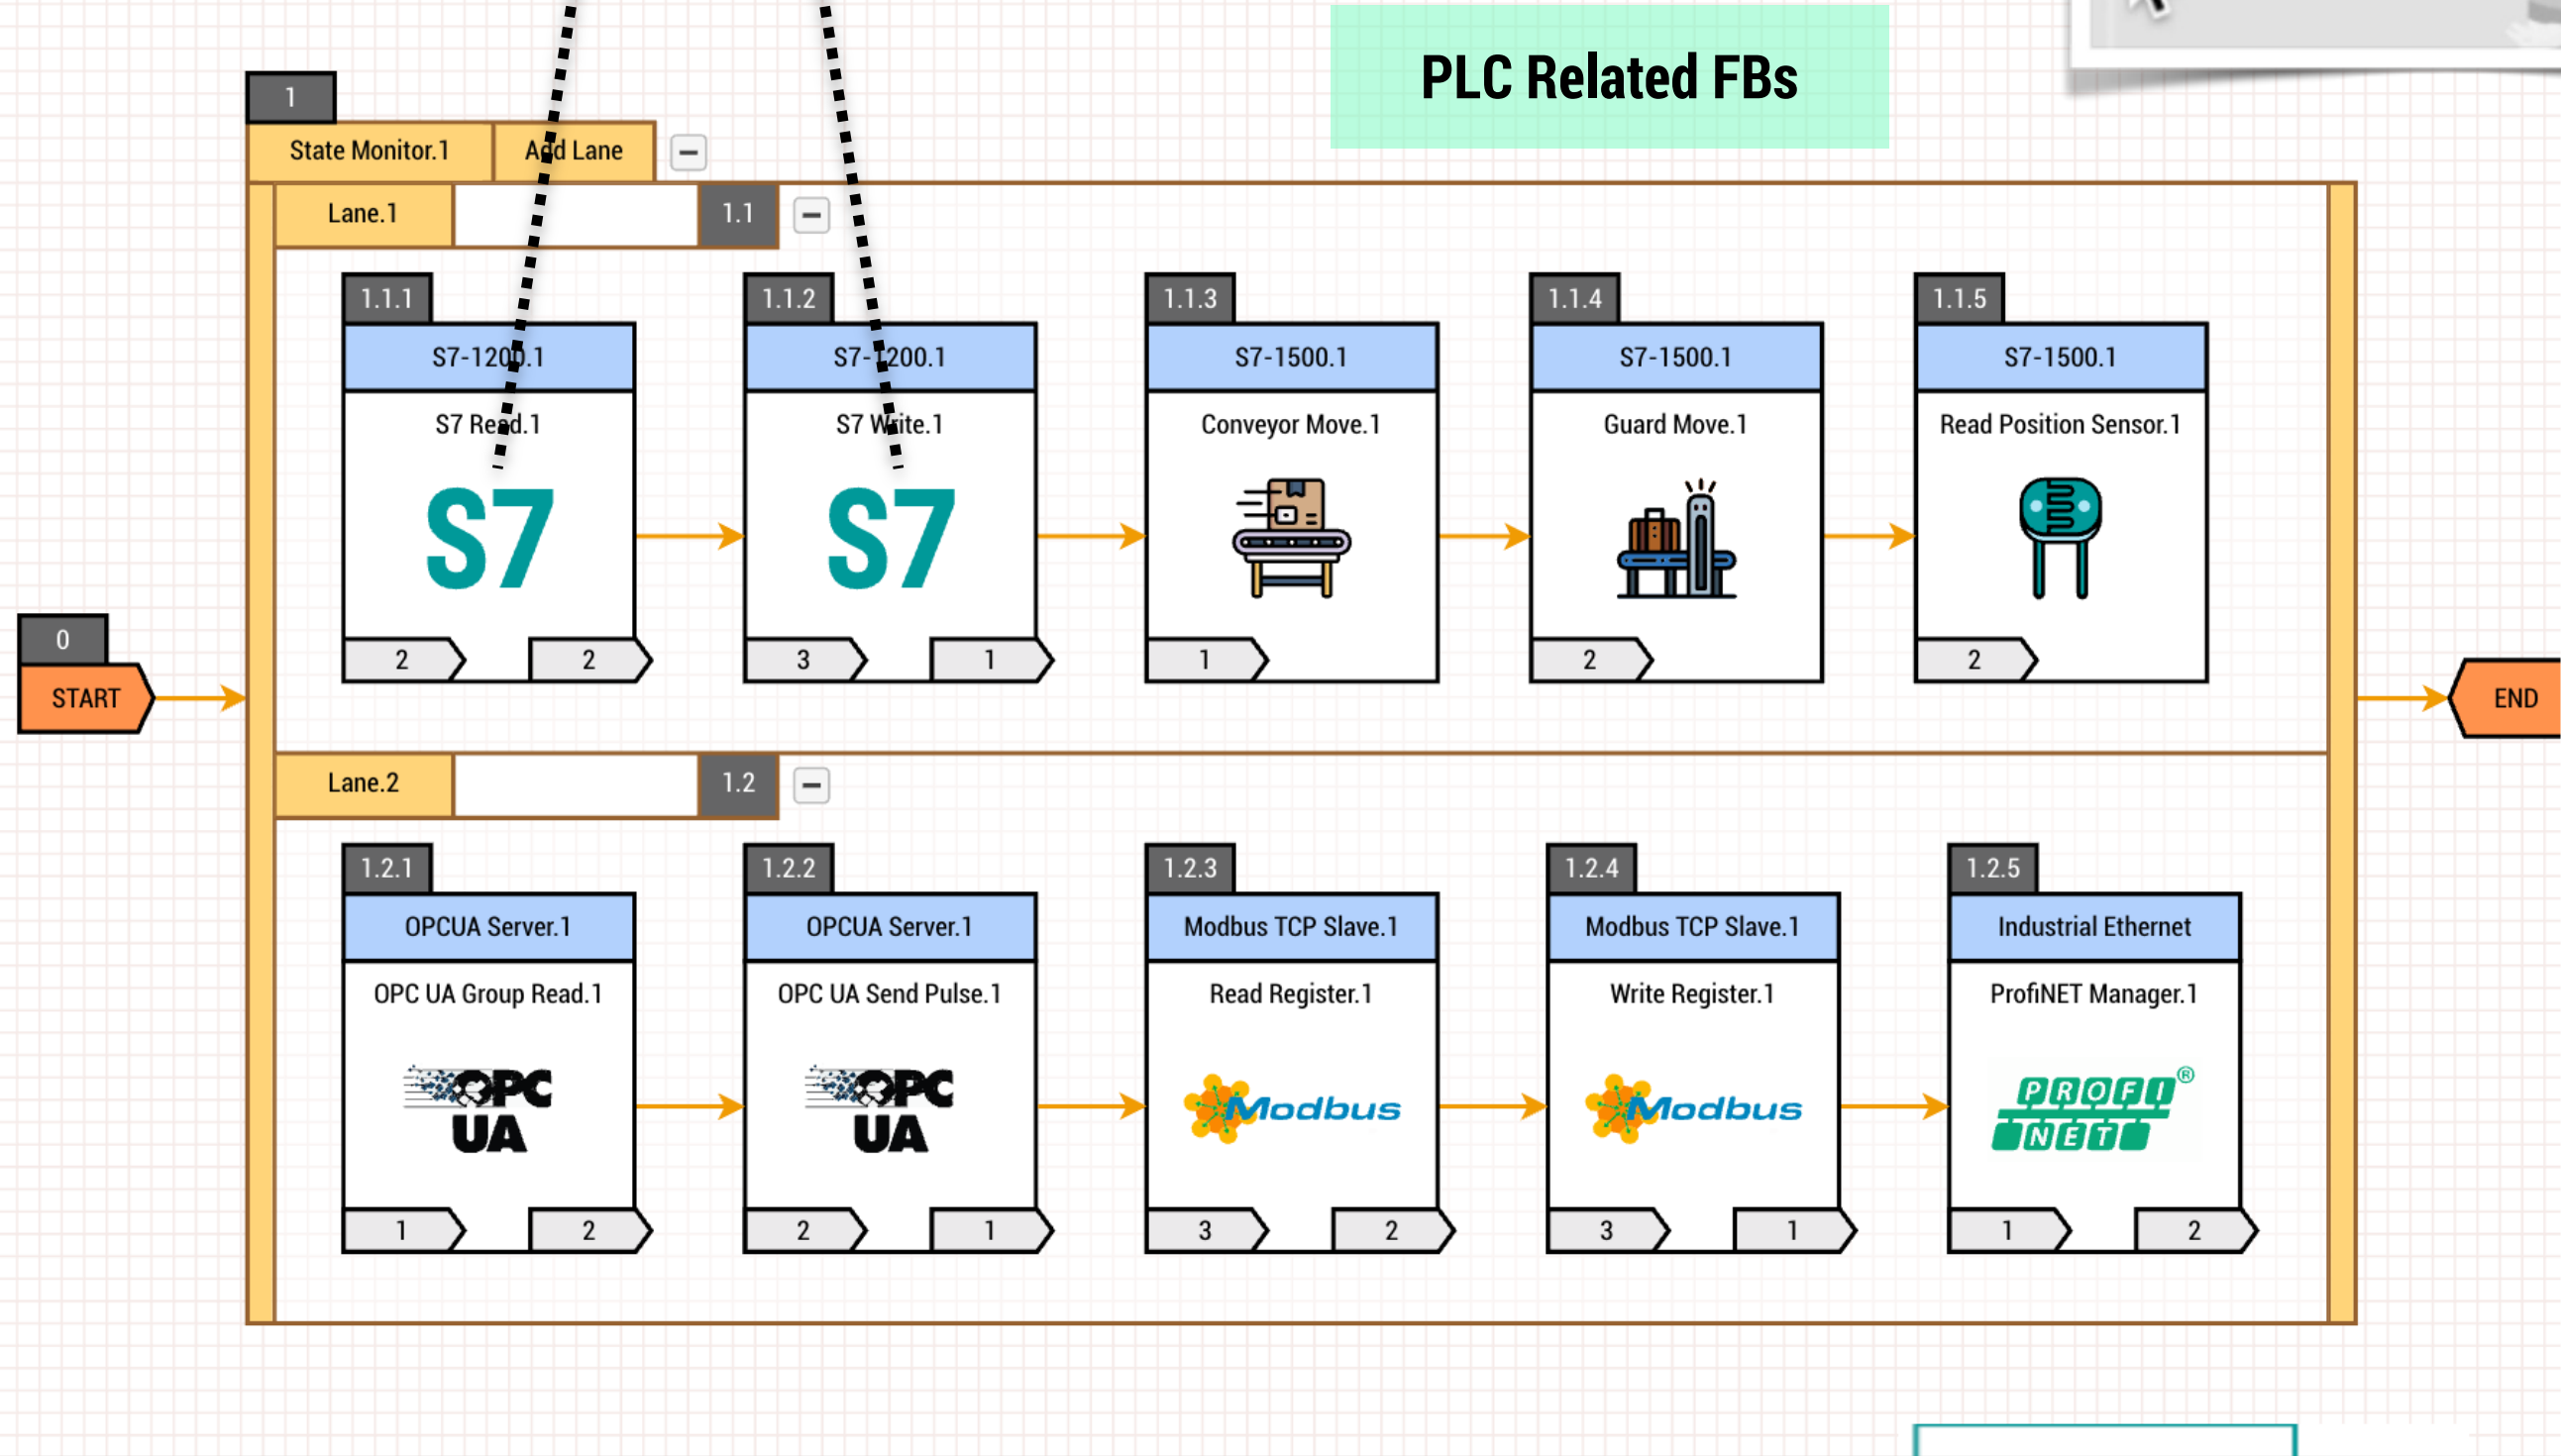 PLC Related FBs
1
State Monitor.1 Add Lane
Lane.1 1.1
1.1.1 1.1.2 1.1.3 1.1.4 1.1.5
S7-1200.1 S7-1200.1 S7-1500.1 S7-1500.1 S7-1500.1
S7 Read.1 S7 Write.1 Conveyor Move.1 Guard Move.1 Read Position Sensor.1
S7 S7
2 2 3 1 1 2 2
0
START
END
Lane.2 1.2
1.2.1 1.2.2 1.2.3 1.2.4 1.2.5
OPCUA Server.1 OPCUA Server.1 Modbus TCP Slave.1 Modbus TCP Slave.1 Industrial Ethernet
OPC UA Group Read.1 OPC UA Send Pulse.1 Read Register.1 Write Register.1 ProfiNET Manager.1
OPC OPC Modbus Modbus PROFI®
UA UA NET
1 2 2 1 3 2 3 1 1 2